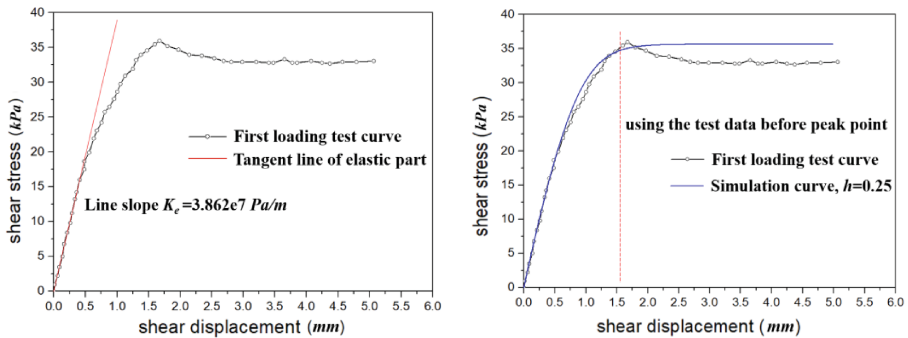 40
35
30
25
20
15
10
5
0
shear stress (kPa)
First loading test curve
Tangent line of elastic part
Line slope Ke=3.862e7 Pa/m
0.0 0.5 1.0 1.5 2.0 2.5 3.0 3.5 4.0 4.5 5.0 5.5 6.0
shear displacement (mm)
40
35
30
25
20
15
10
5
0
shear stress (kPa)
using the test data before peak point
First loading test curve
Simulation curve, h=0.25
0.0 0.5 1.0 1.5 2.0 2.5 3.0 3.5 4.0 4.5 5.0 5.5 6.0
shear displacement (mm)